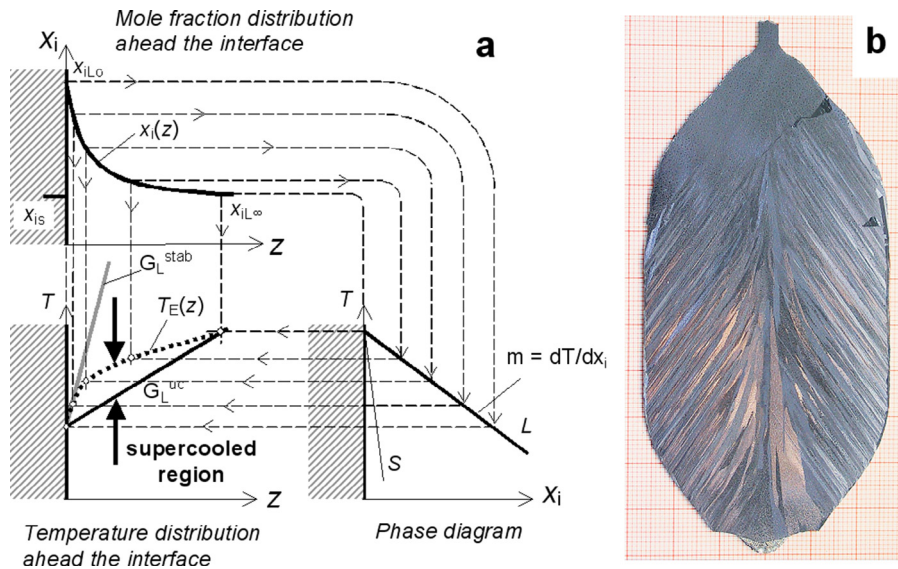 Mole fraction distribution
ahead the interface
a
b
xi
xiLo
xi(z)
xis
xiL∞
z
GLstab
T
TE(z)
T
m = dT/dxi
GLuc
L
supercooled
region
S
z
xi
Temperature distribution
ahead the interface
Phase diagram